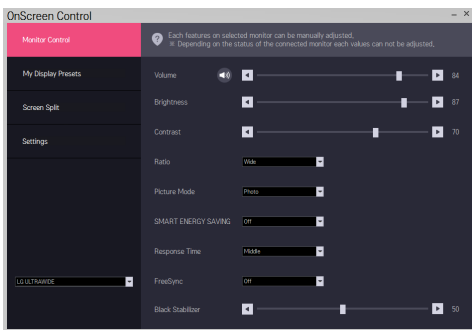 OnScreen Control
Monitor Control
Each features on selected monitor can be manually adjusted,
※ Depending on the status of the connected monitor each values can not be adjusted,
My Display Presets
Volume 84
Brightness 87
Screen Split
Contrast 70
Settings
Ratio Wide
Picture Mode Photo
SMART ENERGY SAVING Off
Response Time Middle
LG ULTRAWIDE
FreeSync Off
Black Stabilizer 50